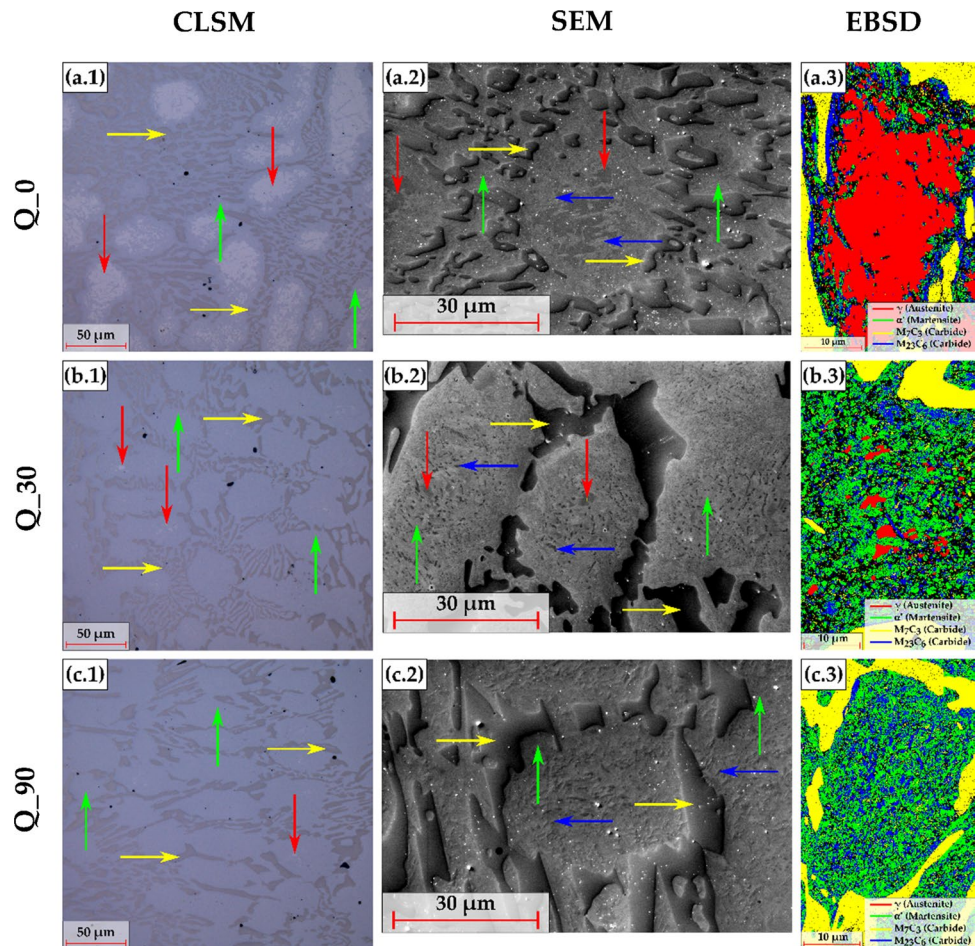 CLSM SEM EBSD
Q_0
(a.1)
50 μm
(a.2)
30 μm
(a.3)
γ (Austenite)
α' (Martensite)
M₇C₃ (Carbide)
M₂₃C₆ (Carbide)
10 μm
Q_30
(b.1)
50 μm
(b.2)
30 μm
(b.3)
γ (Austenite)
α' (Martensite)
M₇C₃ (Carbide)
M₂₃C₆ (Carbide)
10 μm
Q_90
(c.1)
50 μm
(c.2)
30 μm
(c.3)
γ (Austenite)
α' (Martensite)
M₇C₃ (Carbide)
M₂₃C₆ (Carbide)
10 μm